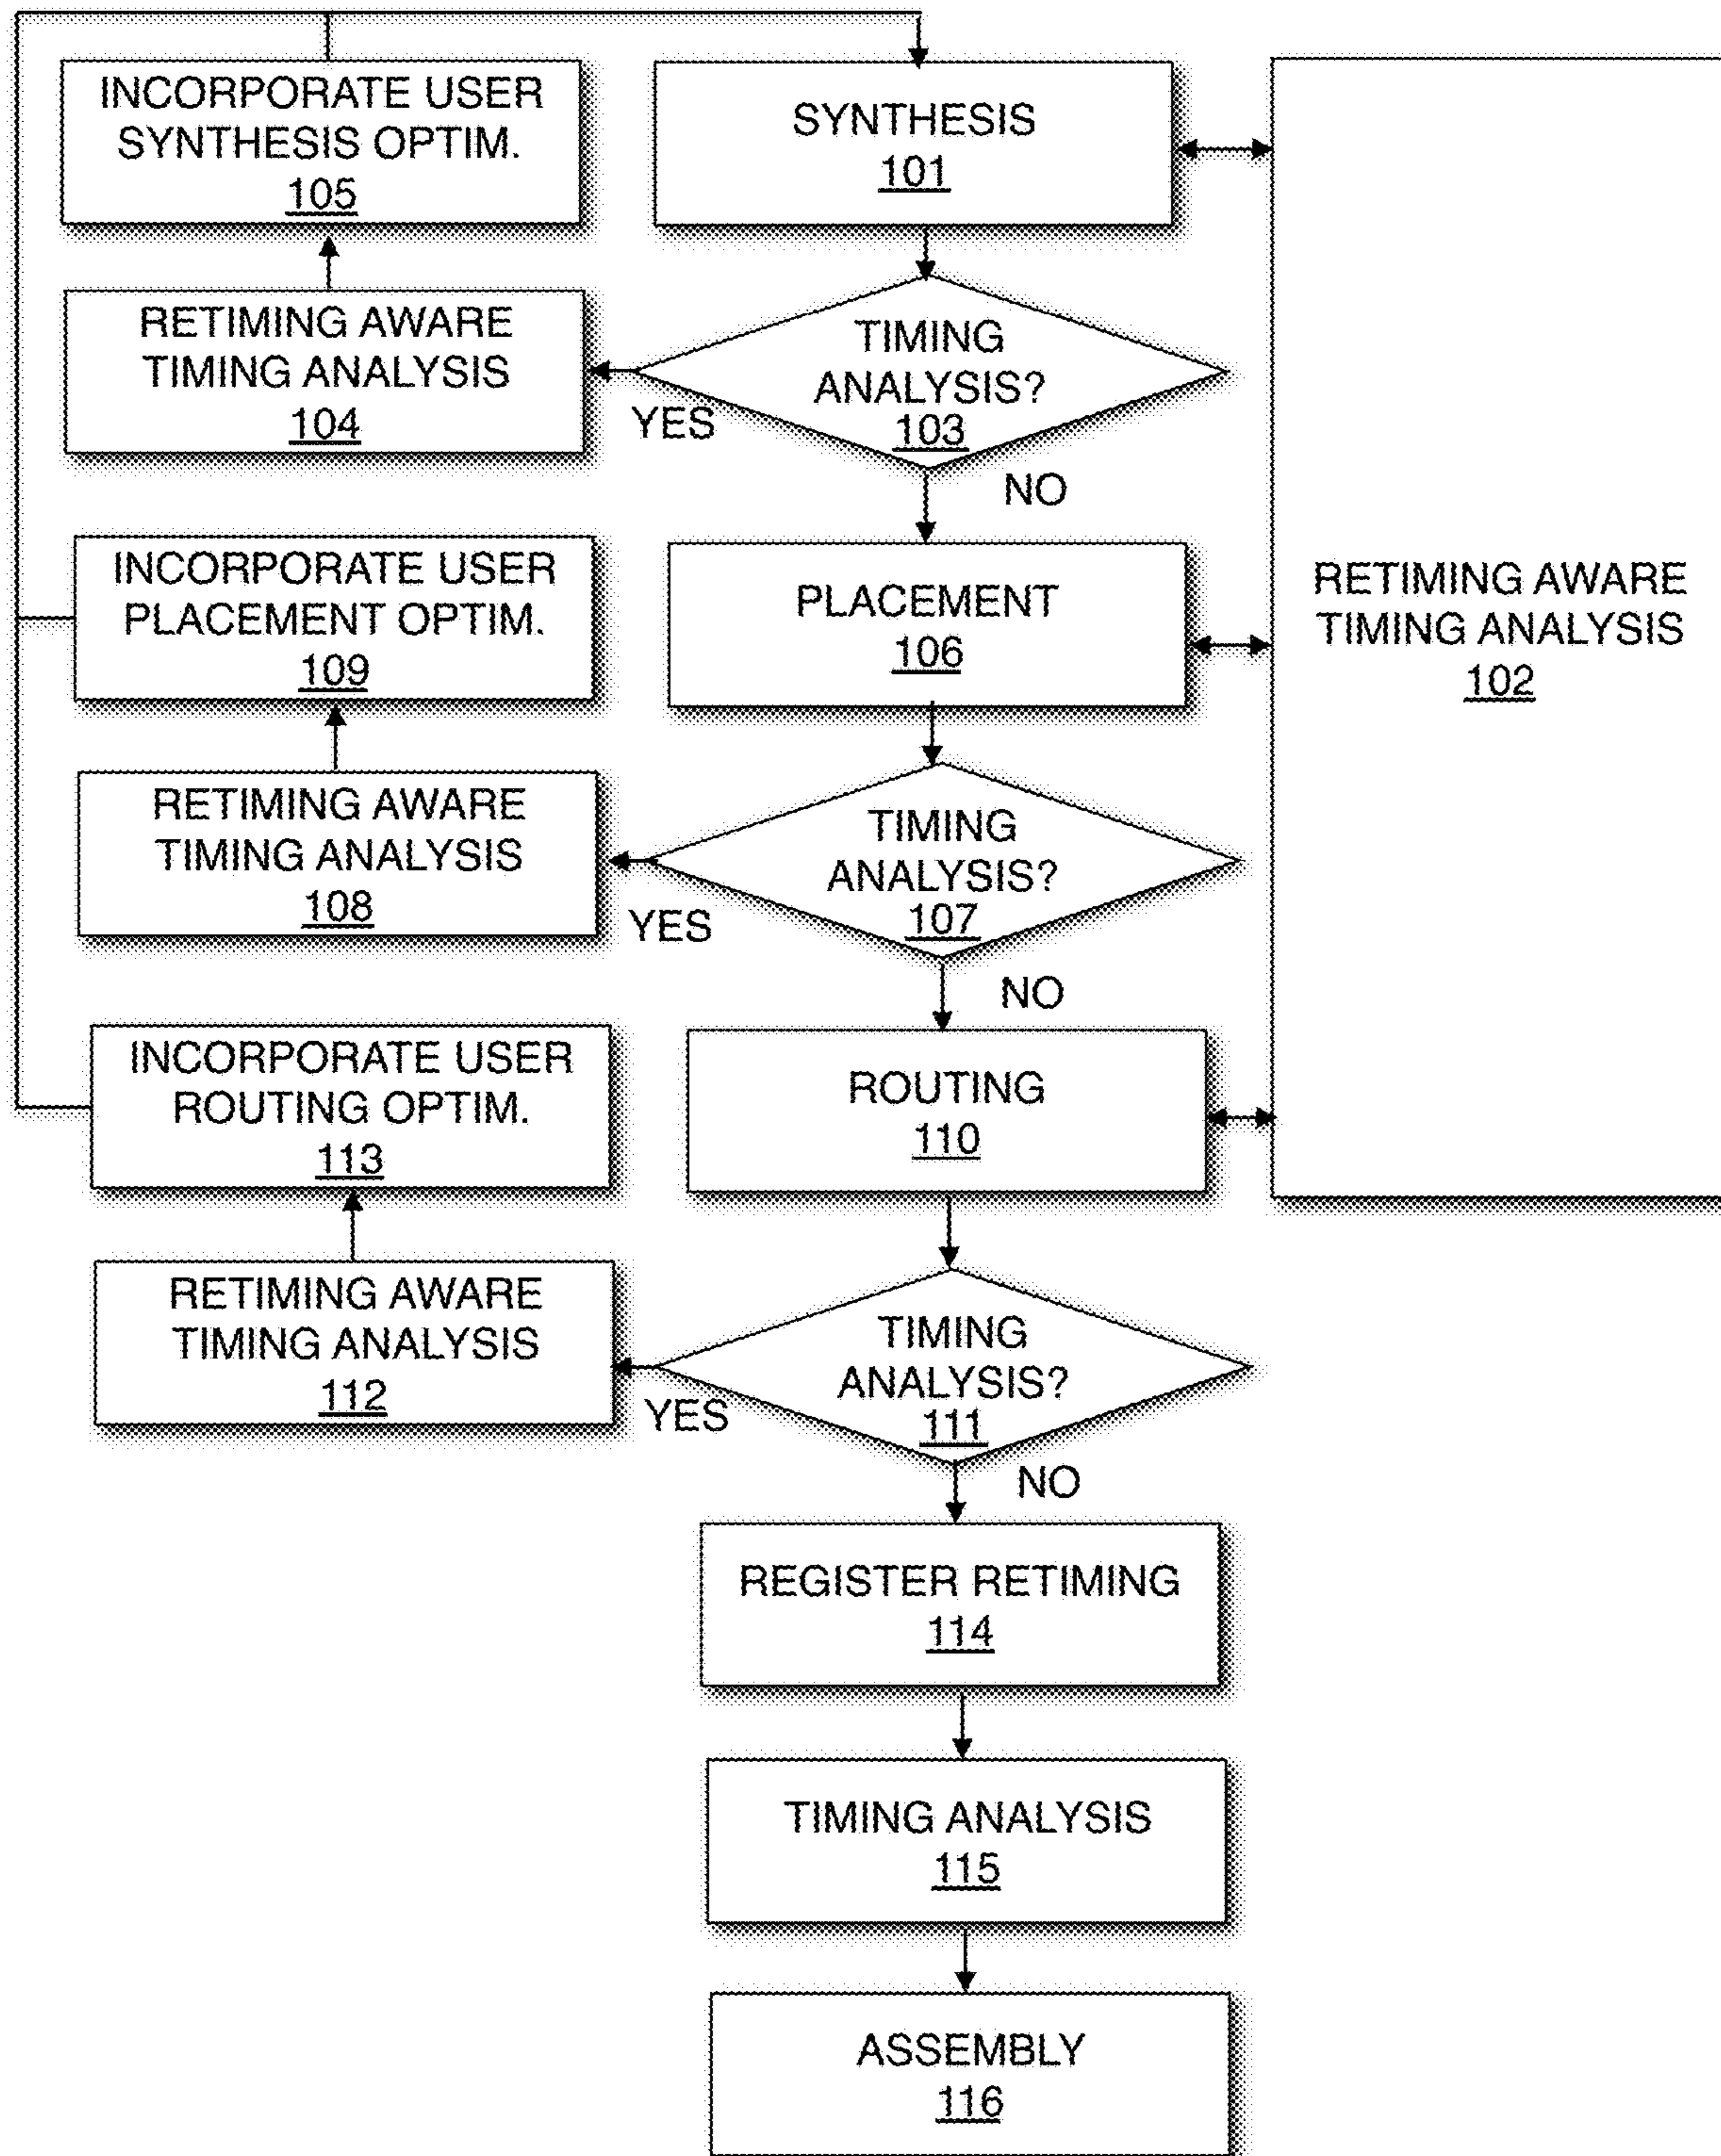 INCORPORATE USER
SYNTHESIS OPTIM.
105
SYNTHESIS
101
RETIMING AWARE
TIMING ANALYSIS
104
TIMING
ANALYSIS?
103
YES
NO
INCORPORATE USER
PLACEMENT OPTIM.
109
PLACEMENT
106
RETIMING AWARE
TIMING ANALYSIS
102
RETIMING AWARE
TIMING ANALYSIS
108
TIMING
ANALYSIS?
107
YES
NO
INCORPORATE USER
ROUTING OPTIM.
113
ROUTING
110
RETIMING AWARE
TIMING ANALYSIS
112
TIMING
ANALYSIS?
111
YES
NO
REGISTER RETIMING
114
TIMING ANALYSIS
115
ASSEMBLY
116